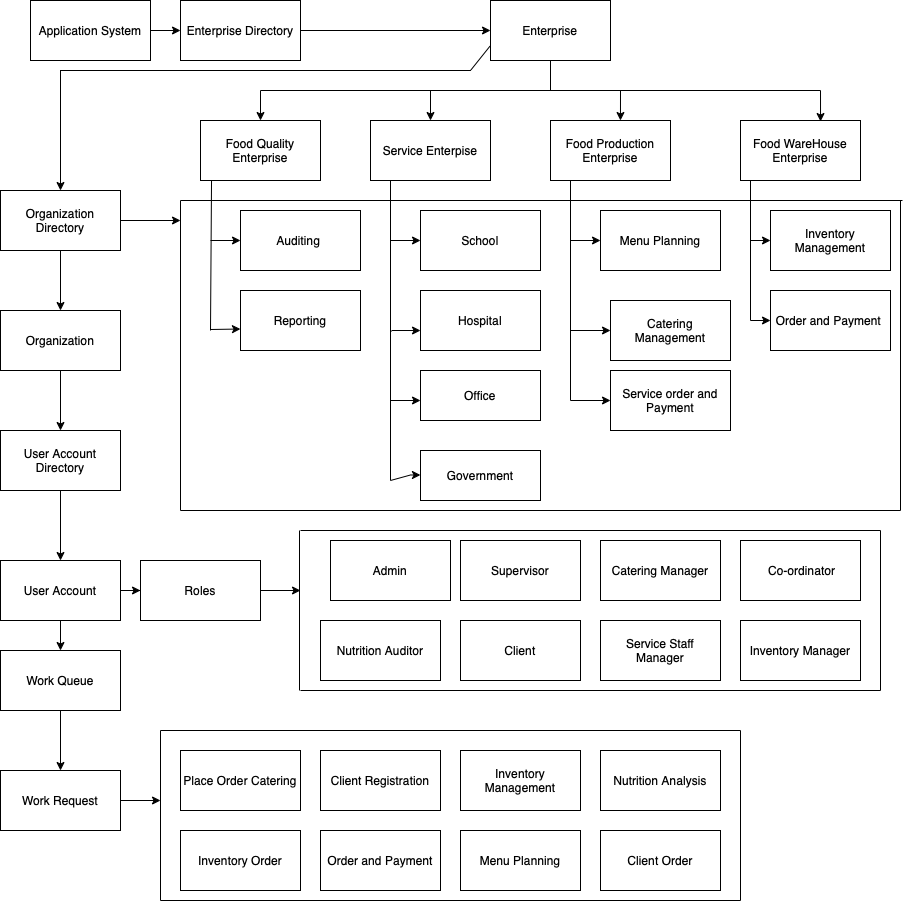 Application System
Enterprise Directory
Enterprise
Food Quality
Enterprise
Service Enterpise
Food Production
Enterprise
Food WareHouse
Enterprise
Organization
Directory
Auditing
School
Menu Planning
Inventory
Management
Reporting
Hospital
Catering
Management
Order and Payment
Organization
Office
Service order and
Payment
User Account
Directory
Government
User Account
Roles
Admin
Supervisor
Catering Manager
Co-ordinator
Nutrition Auditor
Client
Service Staff
Manager
Inventory Manager
Work Queue
Work Request
Place Order Catering
Client Registration
Inventory
Management
Nutrition Analysis
Inventory Order
Order and Payment
Menu Planning
Client Order